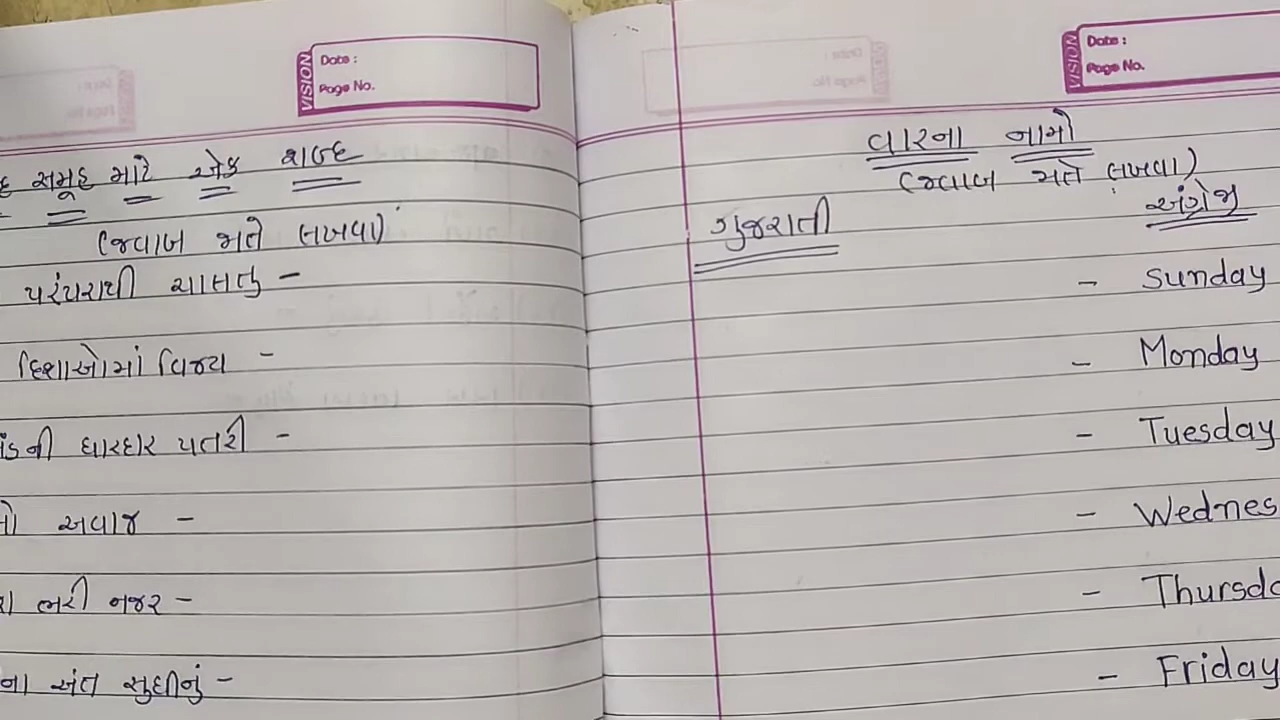 VISION
Date :
Page No.
સમૂહ માટે એક શબ્દ
(જવાબ જાતે લખવા)
પરંપરાથી ચાલતુ -
દિશાઓમાં વિજય -
ની ધારદાર પતરી -
અવાજ -
ભરી નજર -
ના અંત સુધીનું -
VISION
Date :
Page No.
વારના નામો
(જવાબ જાતે લખવા)
ગુજરાતી
અંગ્રેજી
- Sunday
- Monday
- Tuesday
- Wednes
- Thursda
- Friday